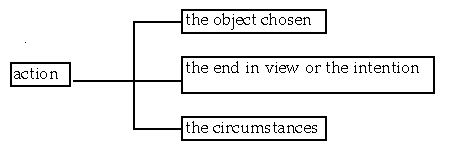 the object chosen
the end in view or the intention
action
the circumstances